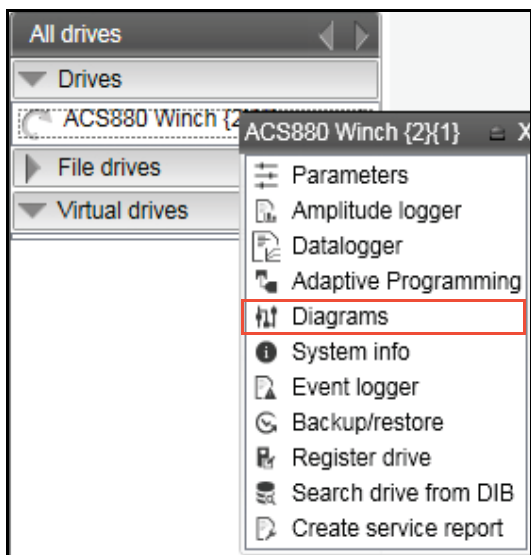 All drives
Drives
ACS880 Winch {2
ACS880 Winch {2}{1} X
File drives
Virtual drives
Parameters
Amplitude logger
Datalogger
Adaptive Programming
Diagrams
System info
Event logger
Backup/restore
Register drive
Search drive from DIB
Create service report